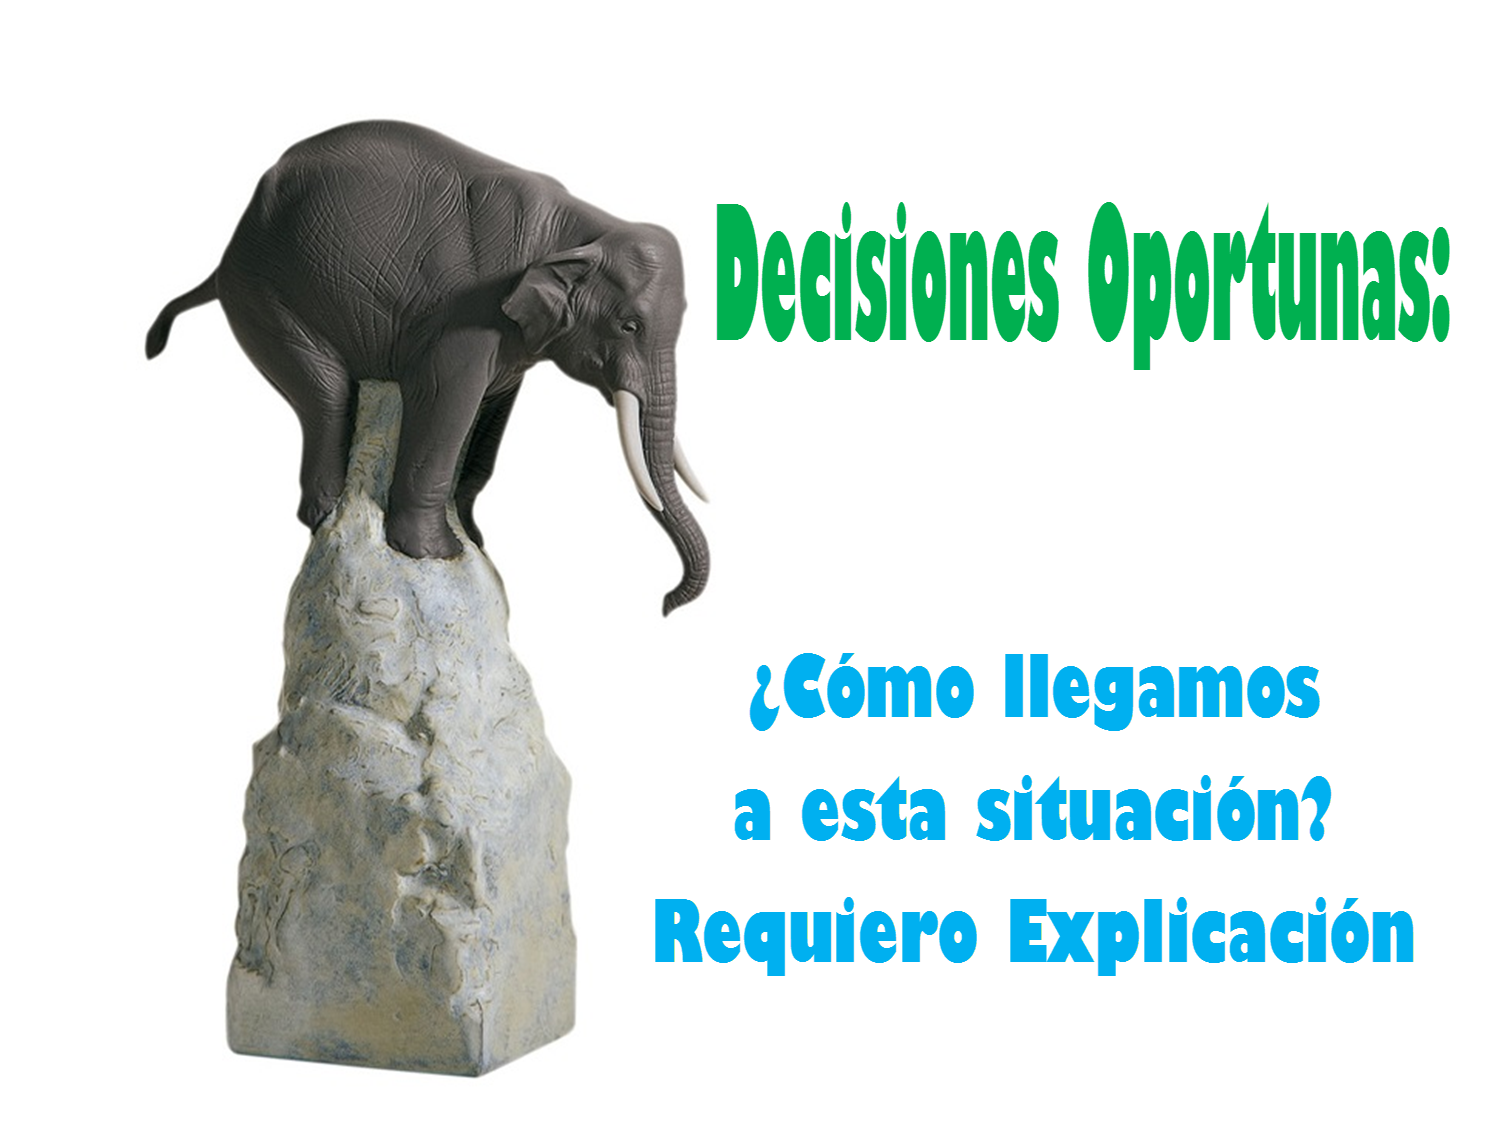 Decisiones Oportunas:
¿Cómo llegamos
a esta situación?
Requiero Explicación